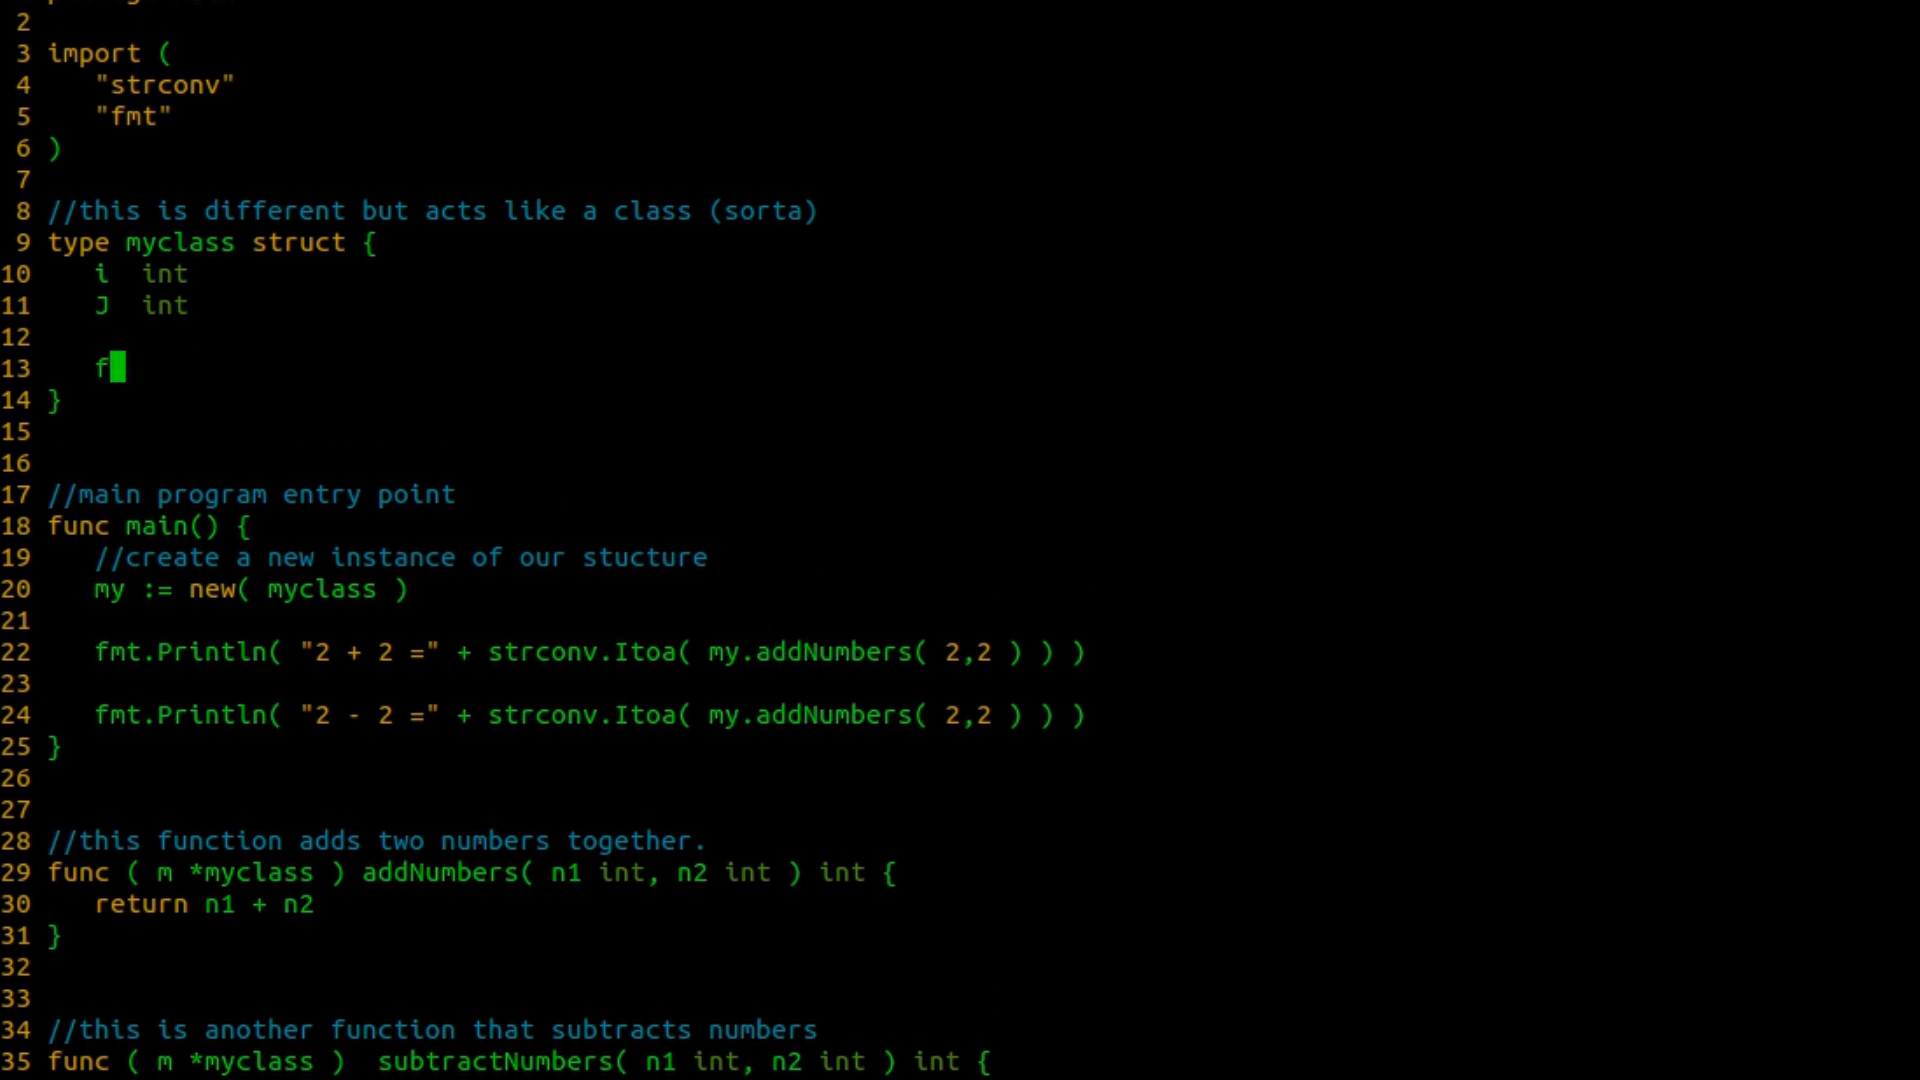 2
3 import (
4    "strconv"
5    "fmt"
6 )
7
8 //this is different but acts like a class (sorta)
9 type myclass struct {
10    i  int
11    J  int
12
13    f
14 }
15
16
17 //main program entry point
18 func main() {
19    //create a new instance of our stucture
20    my := new( myclass )
21
22    fmt.Println( "2 + 2 =" + strconv.Itoa( my.addNumbers( 2,2 ) ) )
23
24    fmt.Println( "2 - 2 =" + strconv.Itoa( my.addNumbers( 2,2 ) ) )
25 }
26
27
28 //this function adds two numbers together.
29 func ( m *myclass ) addNumbers( n1 int, n2 int ) int {
30    return n1 + n2
31 }
32
33
34 //this is another function that subtracts numbers
35 func ( m *myclass )  subtractNumbers( n1 int, n2 int ) int {